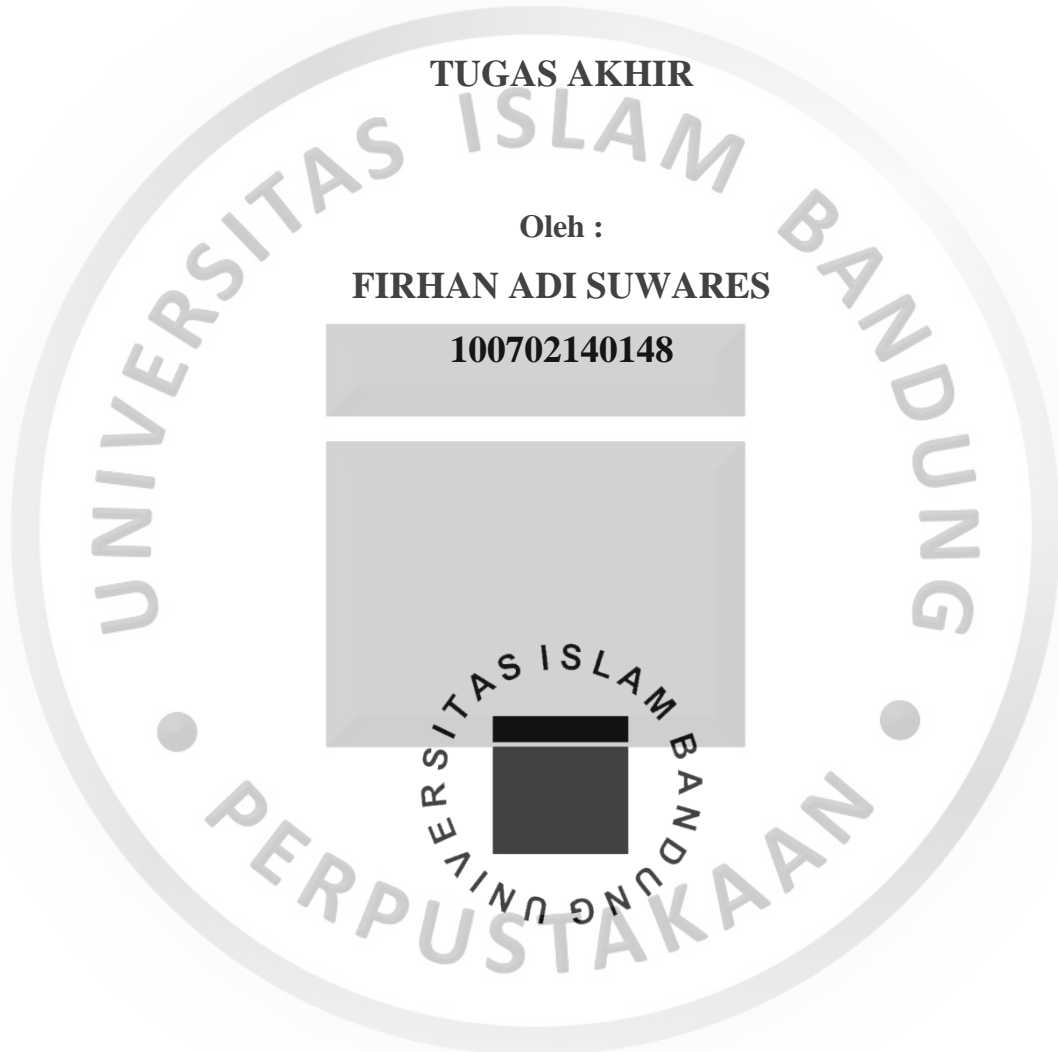 TUGAS AKHIR
UNIVERSITAS ISLAM BANDUNG
• PERPUSTAKAAN •
Oleh :
FIRHAN ADI SUWARES
100702140148
UNIVERSITAS ISLAM BANDUNG